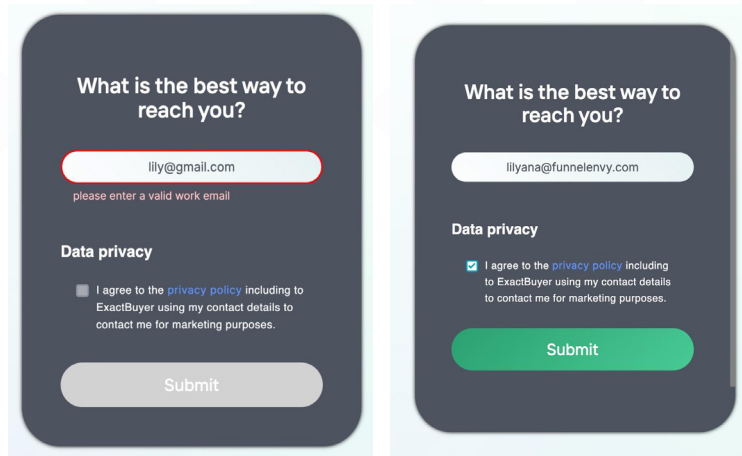 What is the best way to
reach you?
lily@gmail.com
please enter a valid work email
Data privacy
I agree to the privacy policy including to
ExactBuyer using my contact details to
contact me for marketing purposes.
Submit
What is the best way to
reach you?
lilyana@funnelenvy.com
Data privacy
I agree to the privacy policy including
to ExactBuyer using my contact details
to contact me for marketing purposes.
Submit